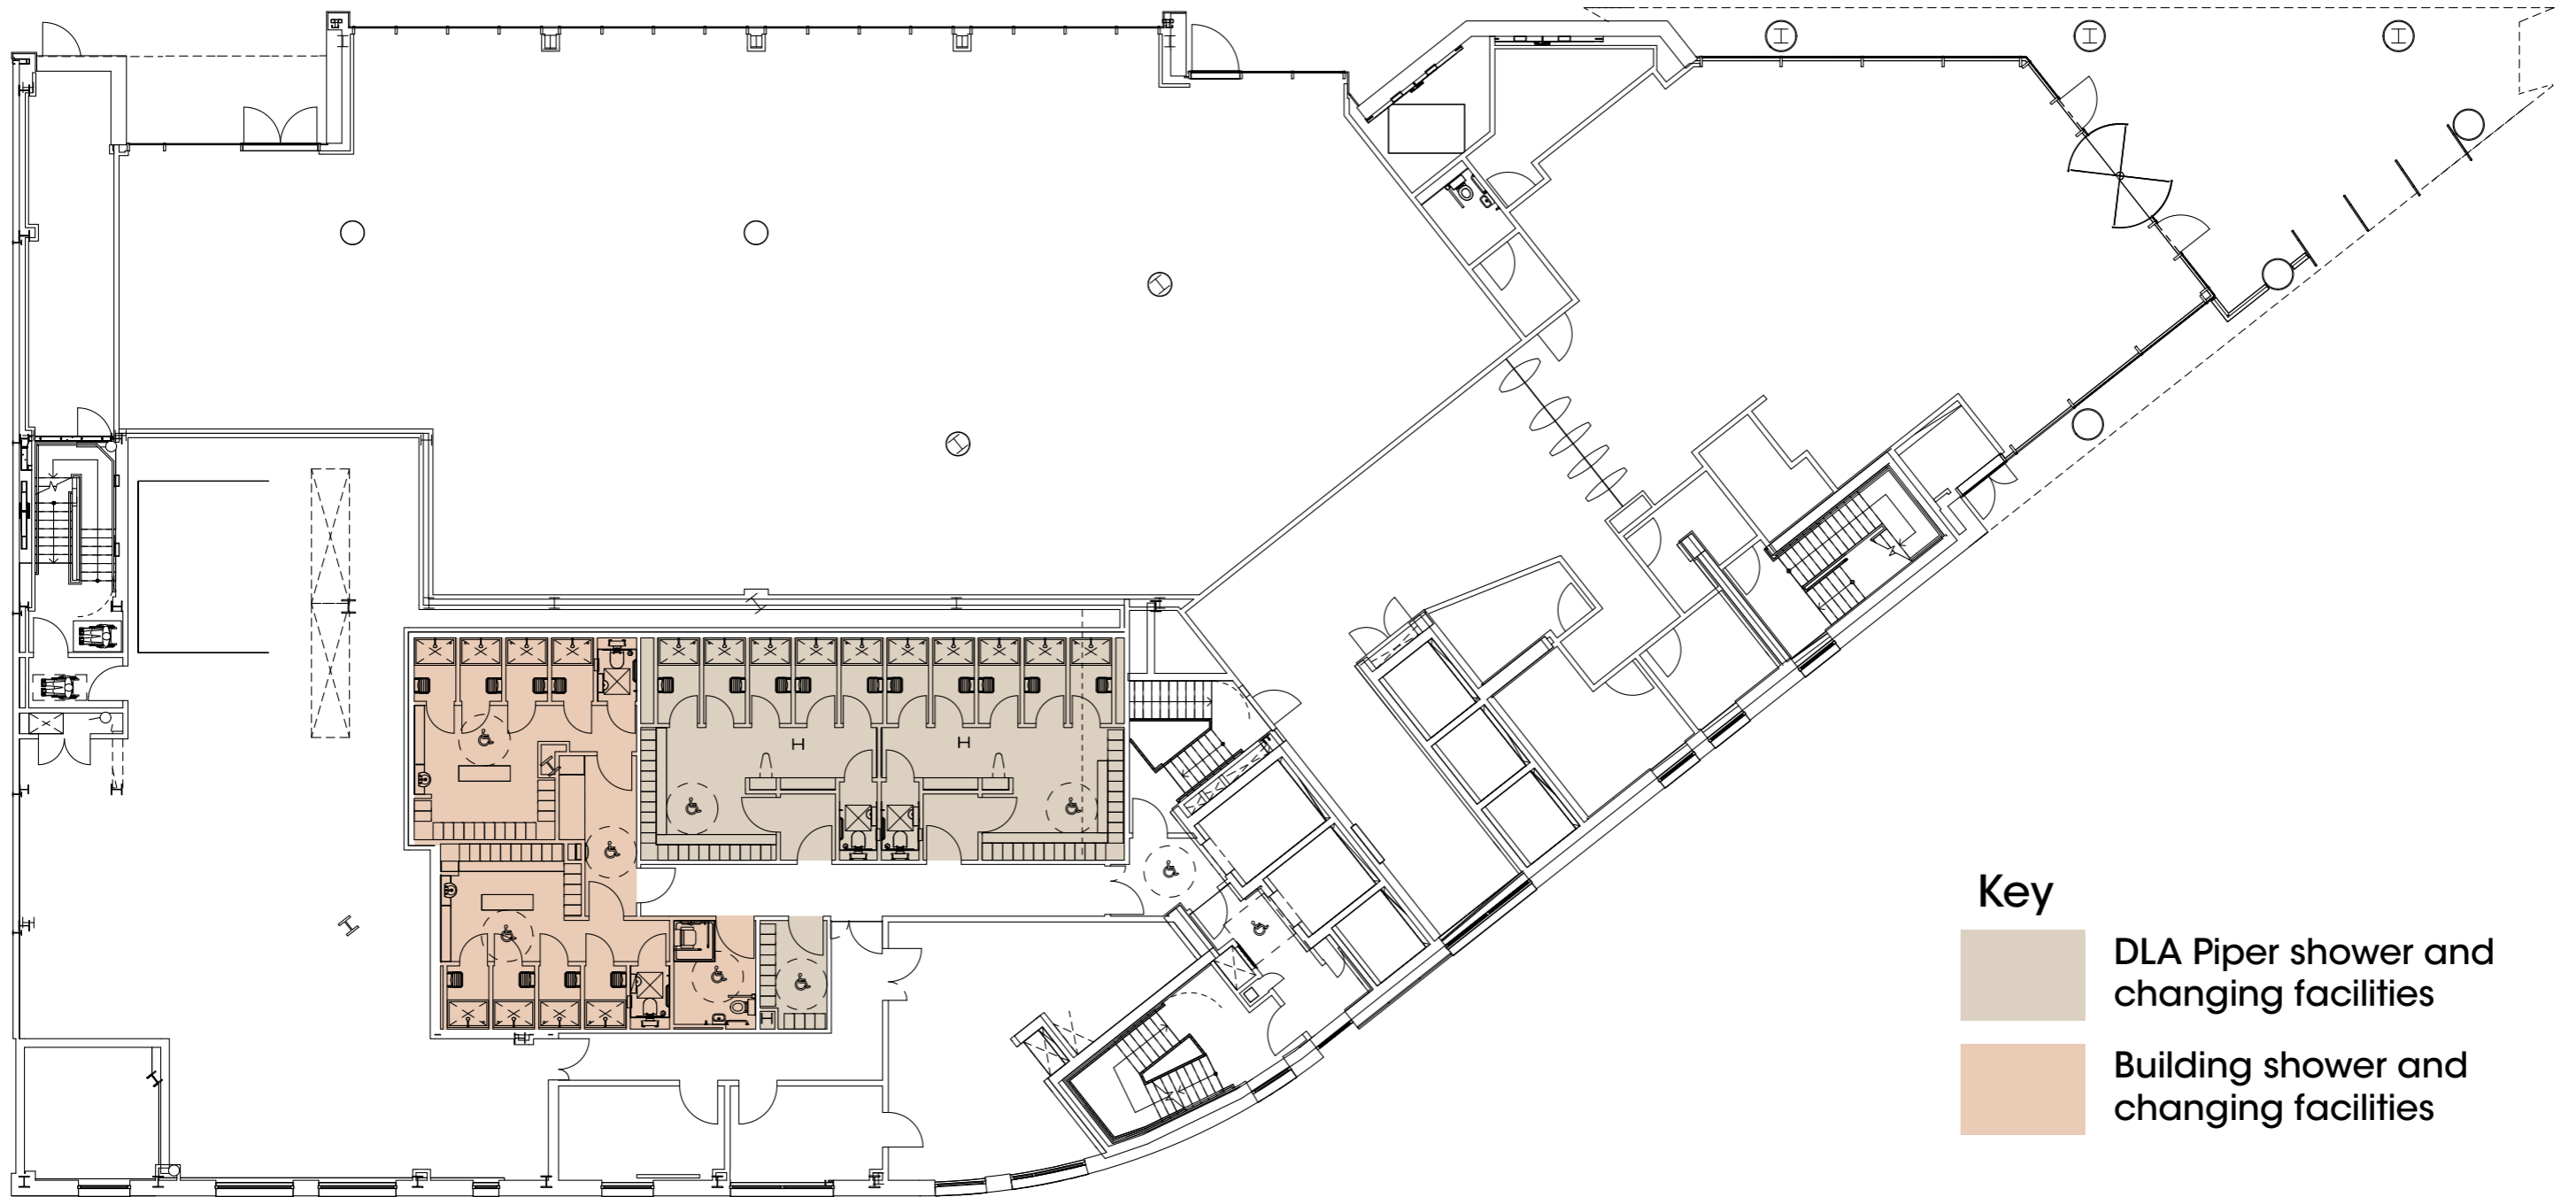 Key
DLA Piper shower and
changing facilities
Building shower and
changing facilities